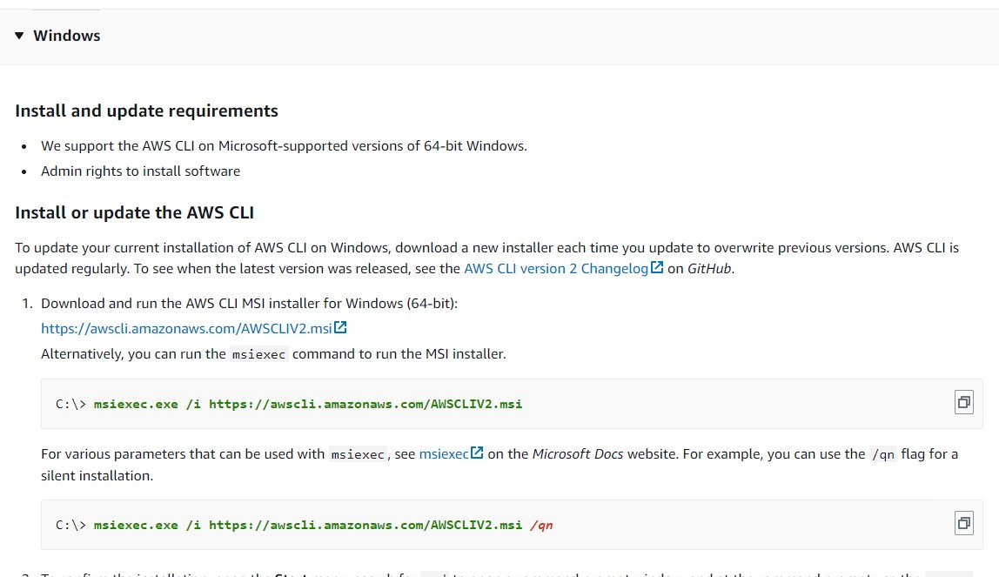 Windows
Install and update requirements
• We support the AWS CLI on Microsoft-supported versions of 64-bit Windows.
• Admin rights to install software
Install or update the AWS CLI
To update your current installation of AWS CLI on Windows, download a new installer each time you update to overwrite previous versions. AWS CLI is
updated regularly. To see when the latest version was released, see the AWS CLI version 2 Changelog on GitHub.
1. Download and run the AWS CLI MSI installer for Windows (64-bit):
https://awscli.amazonaws.com/AWSCLIV2.msi
Alternatively, you can run the msiexec command to run the MSI installer.
C:\> msiexec.exe /i https://awscli.amazonaws.com/AWSCLIV2.msi
For various parameters that can be used with msiexec, see msiexec on the Microsoft Docs website. For example, you can use the /qn flag for a
silent installation.
C:\> msiexec.exe /i https://awscli.amazonaws.com/AWSCLIV2.msi /qn